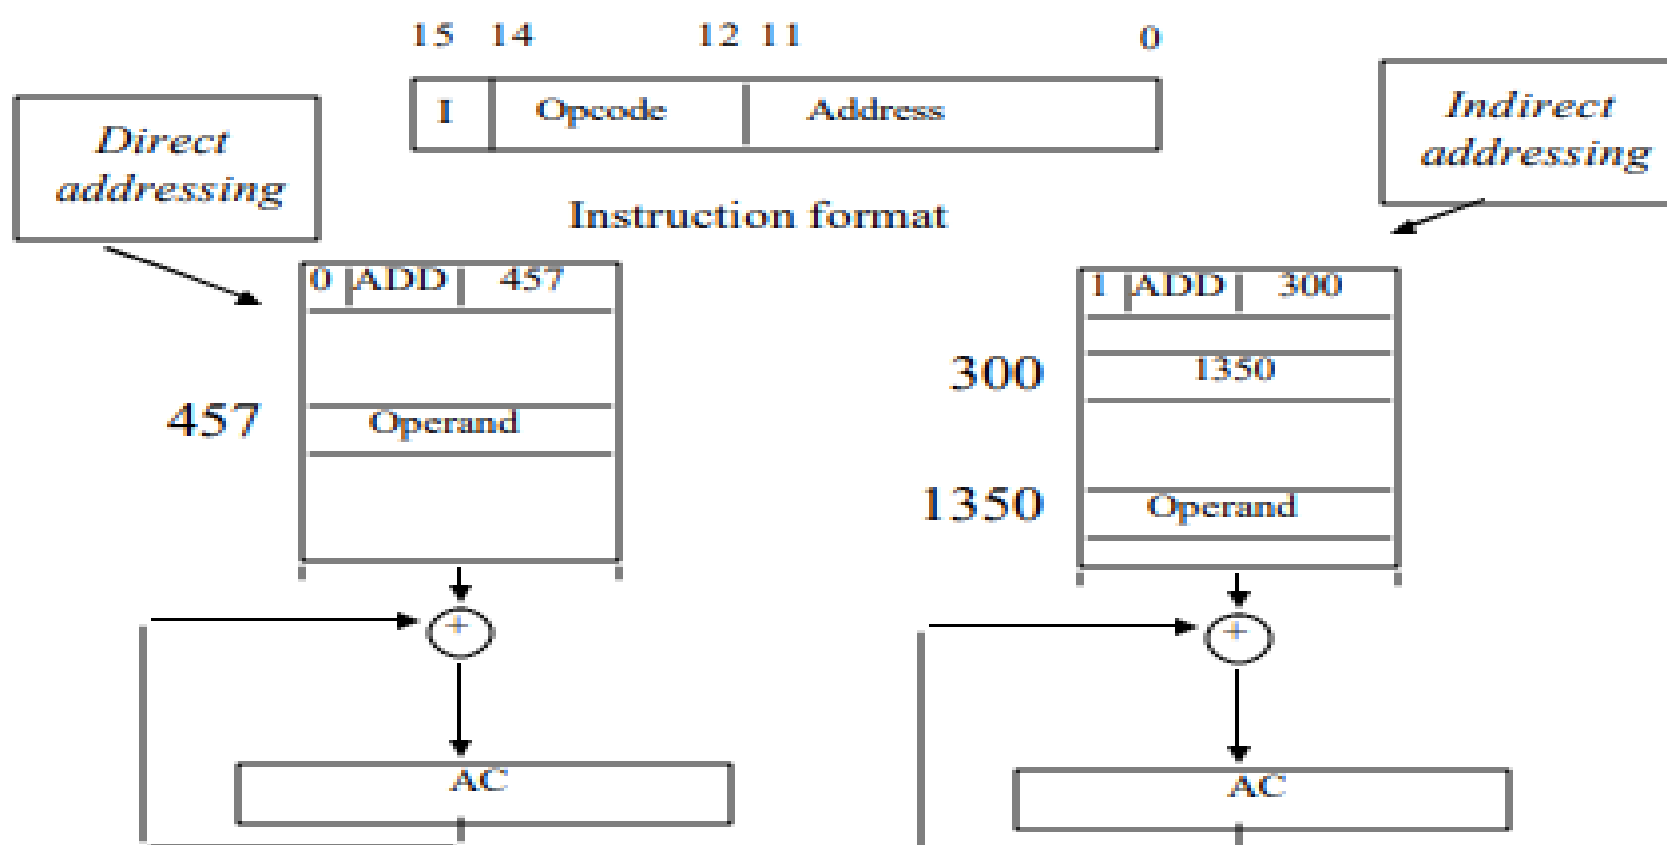 15 14 12 11 0
I Opcode Address
Direct
addressing
Indirect
addressing
Instruction format
0 ADD 457
457 Operand
1 ADD 300
300 1350
1350 Operand
+
AC
+
AC